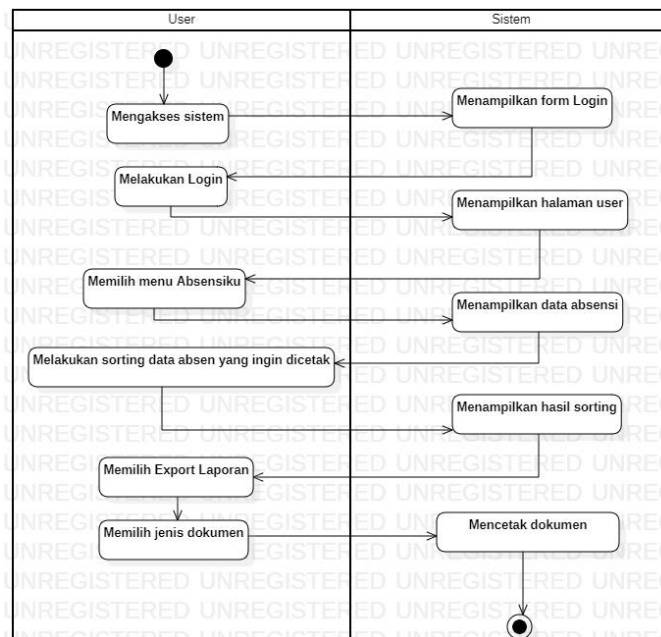 User
Sistem
Mengakses sistem
Menampilkan form Login
Melakukan Login
Menampilkan halaman user
Memilih menu Absensiku
Menampilkan data absensi
Melakukan sorting data absen yang ingin dicetak
Menampilkan hasil sorting
Memilih Export Laporan
Memilih jenis dokumen
Mencetak dokumen
UNREGISTERED